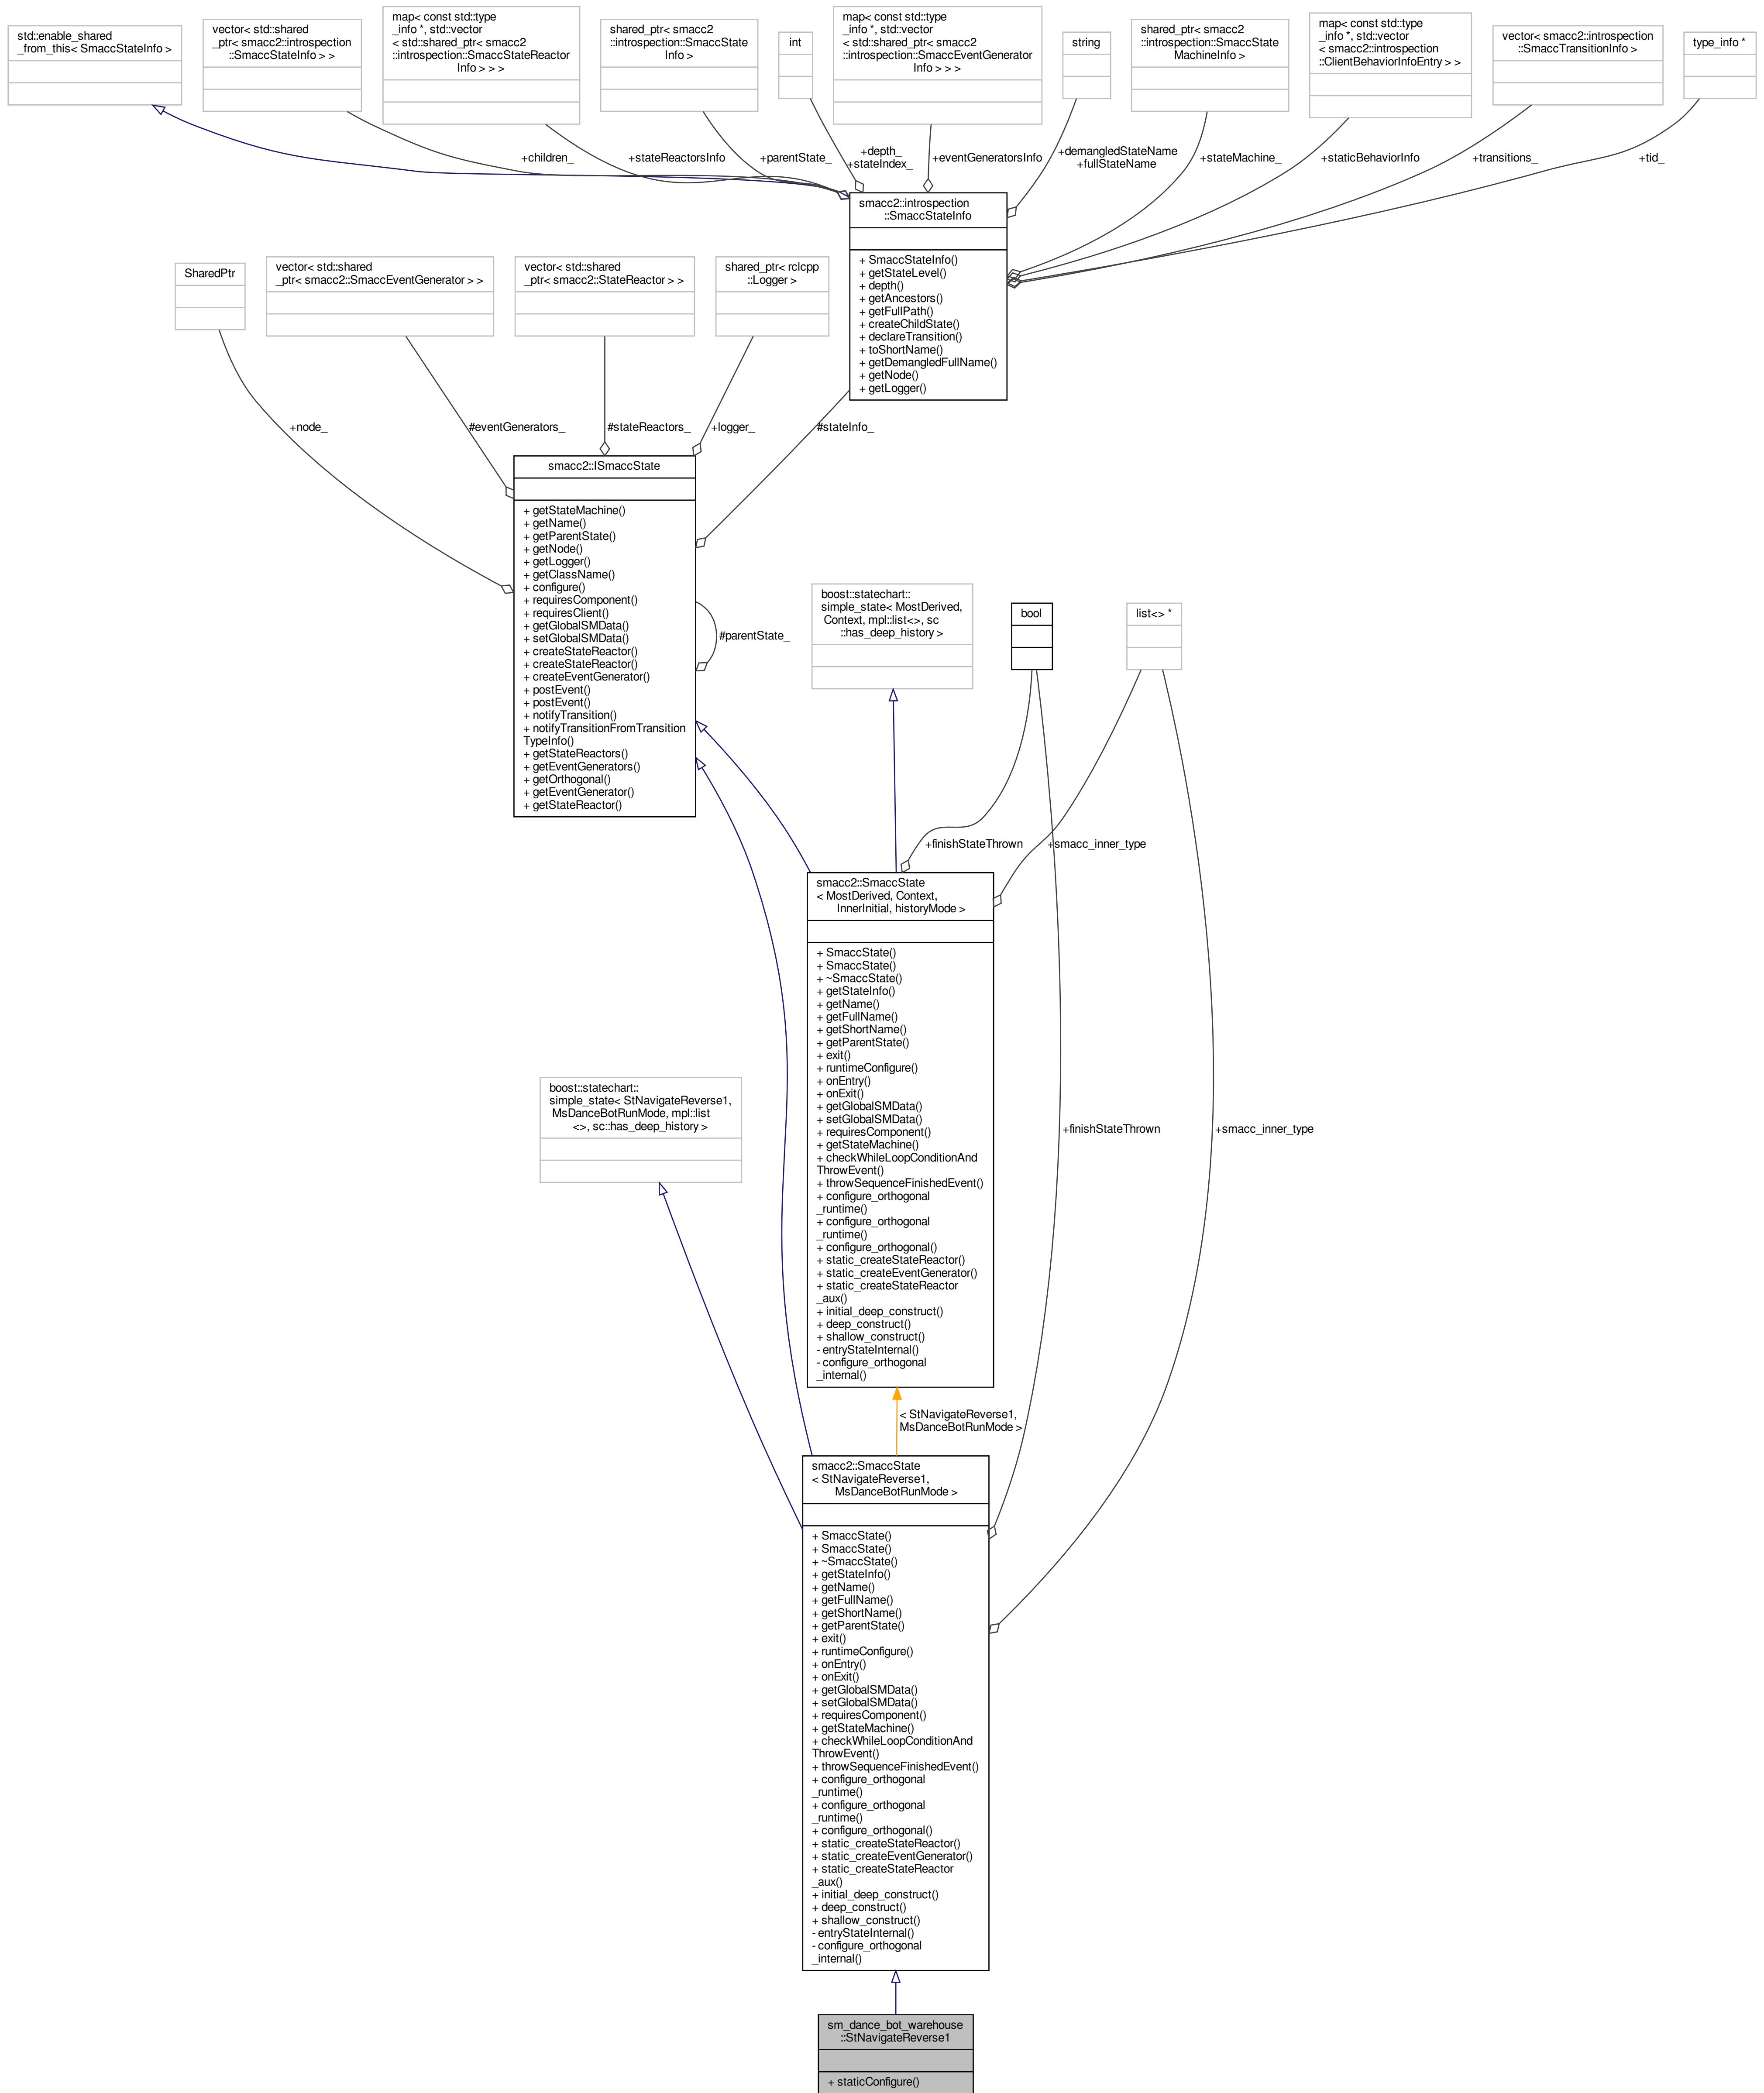 std::enable_shared
_from_this< SmaccStateInfo >
vector< std::shared
_ptr< smacc2::introspection
::SmaccStateInfo > >
map< const std::type
_info *, std::vector
< std::shared_ptr< smacc2
::introspection::SmaccStateReactor
Info > > >
shared_ptr< smacc2
::introspection::SmaccState
Info >
int
map< const std::type
_info *, std::vector
< std::shared_ptr< smacc2
::introspection::SmaccEventGenerator
Info > > >
string
shared_ptr< smacc2
::introspection::SmaccState
MachineInfo >
map< const std::type
_info *, std::vector
< smacc2::introspection
::ClientBehaviorInfoEntry > >
vector< smacc2::introspection
::SmaccTransitionInfo >
type_info *
+children_
+stateReactorsInfo
+parentState_
+depth_
+stateIndex_
+eventGeneratorsInfo
+demangledStateName
+fullStateName
+stateMachine_
+staticBehaviorInfo
+transitions_
+tid_
smacc2::introspection
::SmaccStateInfo
+ SmaccStateInfo()
+ getStateLevel()
+ depth()
+ getAncestors()
+ getFullPath()
+ createChildState()
+ declareTransition()
+ toShortName()
+ getDemangledFullName()
+ getNode()
+ getLogger()
SharedPtr
vector< std::shared
_ptr< smacc2::SmaccEventGenerator > >
vector< std::shared
_ptr< smacc2::StateReactor > >
shared_ptr< rclcpp
::Logger >
+node_
#eventGenerators_
#stateReactors_
+logger_
#stateInfo_
smacc2::ISmaccState
+ getStateMachine()
+ getName()
+ getParentState()
+ getNode()
+ getLogger()
+ getClassName()
+ configure()
+ requiresComponent()
+ requiresClient()
+ getGlobalSMData()
+ setGlobalSMData()
+ createStateReactor()
+ createStateReactor()
+ createEventGenerator()
+ postEvent()
+ postEvent()
+ notifyTransition()
+ notifyTransitionFromTransition
TypeInfo()
+ getStateReactors()
+ getEventGenerators()
+ getOrthogonal()
+ getEventGenerator()
+ getStateReactor()
#parentState_
boost::statechart::
simple_state< MostDerived,
Context, mpl::list<>, sc
::has_deep_history >
bool
list<> *
+finishStateThrown
+smacc_inner_type
smacc2::SmaccState
< MostDerived, Context,
InnerInitial, historyMode >
+ SmaccState()
+ SmaccState()
+ ~SmaccState()
+ getStateInfo()
+ getName()
+ getFullName()
+ getShortName()
+ getParentState()
+ exit()
+ runtimeConfigure()
+ onEntry()
+ onExit()
+ getGlobalSMData()
+ setGlobalSMData()
+ requiresComponent()
+ getStateMachine()
+ checkWhileLoopConditionAnd
ThrowEvent()
+ throwSequenceFinishedEvent()
+ configure_orthogonal
_runtime()
+ configure_orthogonal
_runtime()
+ configure_orthogonal()
+ static_createStateReactor()
+ static_createEventGenerator()
+ static_createStateReactor
_aux()
+ initial_deep_construct()
+ deep_construct()
+ shallow_construct()
- entryStateInternal()
- configure_orthogonal
_internal()
boost::statechart::
simple_state< StNavigateReverse1,
MsDanceBotRunMode, mpl::list
<>, sc::has_deep_history >
+finishStateThrown
+smacc_inner_type
< StNavigateReverse1,
MsDanceBotRunMode >
smacc2::SmaccState
< StNavigateReverse1,
MsDanceBotRunMode >
+ SmaccState()
+ SmaccState()
+ ~SmaccState()
+ getStateInfo()
+ getName()
+ getFullName()
+ getShortName()
+ getParentState()
+ exit()
+ runtimeConfigure()
+ onEntry()
+ onExit()
+ getGlobalSMData()
+ setGlobalSMData()
+ requiresComponent()
+ getStateMachine()
+ checkWhileLoopConditionAnd
ThrowEvent()
+ throwSequenceFinishedEvent()
+ configure_orthogonal
_runtime()
+ configure_orthogonal
_runtime()
+ configure_orthogonal()
+ static_createStateReactor()
+ static_createEventGenerator()
+ static_createStateReactor
_aux()
+ initial_deep_construct()
+ deep_construct()
+ shallow_construct()
- entryStateInternal()
- configure_orthogonal
_internal()
sm_dance_bot_warehouse
::StNavigateReverse1
+ staticConfigure()